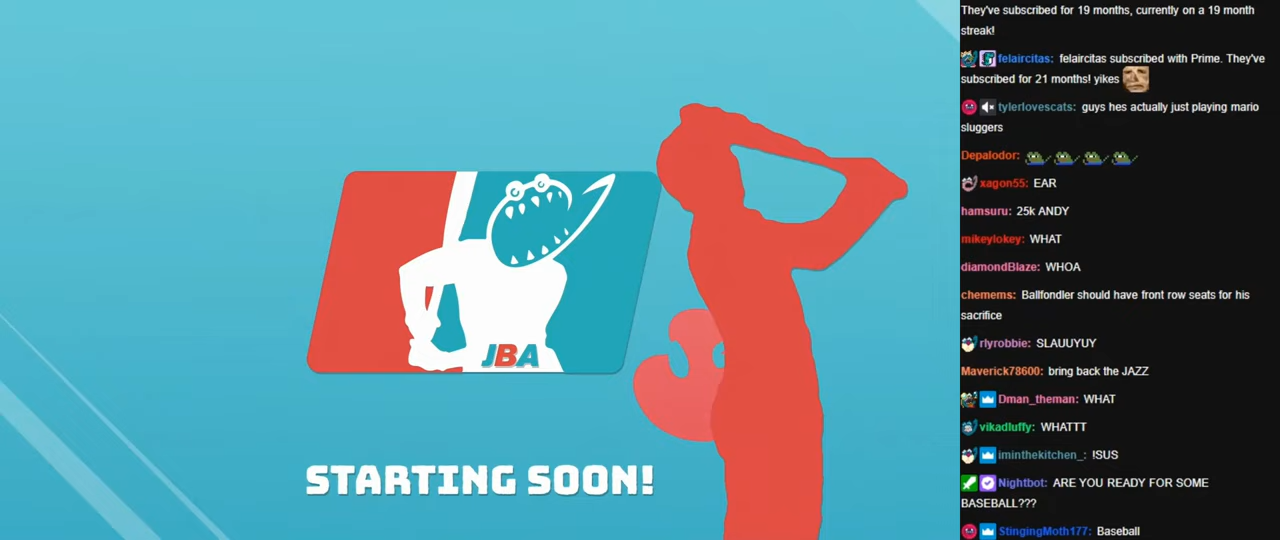 JBA
3
STARTING SOON!
They've subscribed for 19 months, currently on a 19 month
streak!
felaircitas: felaircitas subscribed with Prime. They've
subscribed for 21 months! yikes
tylerlovescats: guys hes actually just playing mario
sluggers
Depalodor:
xagon55: EAR
hamsuru: 25k ANDY
mikeylokey: WHAT
diamondBlaze: WHOA
chemems: Ballfondler should have front row seats for his
sacrifice
rlyrobbie: SLAUUYUY
Maverick78600: bring back the JAZZ
Dman_theman: WHAT
vikadluffy: WHATTT
iminthekitchen_: !SUS
Nightbot: ARE YOU READY FOR SOME
BASEBALL???
StingingMoth177: Baseball